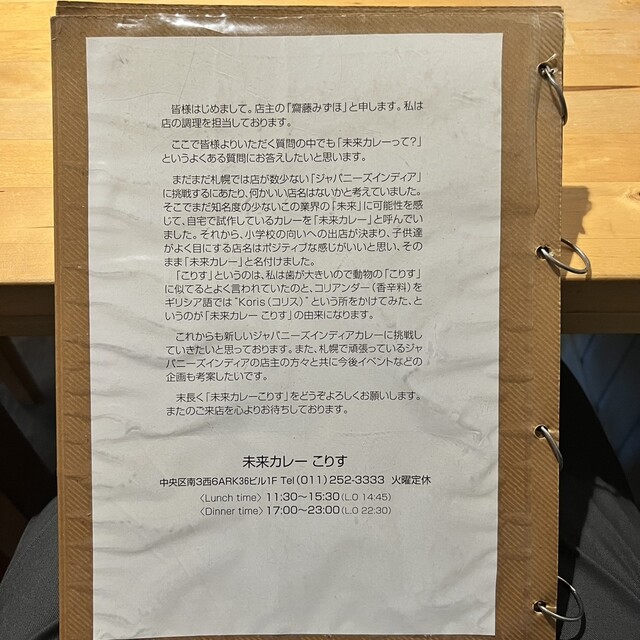 皆様はじめまして。店主の「齋藤みずほ」と申します。私は
店の調理を担当しております。
ここで皆様よりいただく質問の中でも「未来カレーって?」
というよくある質問にお答えしたいと思います。
まだまだ札幌では店が数少ない「ジャパニーズインディア」
に挑戦するにあたり、何かいい店名はないかと考えていました。
そこでまだ知名度の少ないこの業界の「未来」に可能性を感
じて、自宅で試作しているカレーを「未来カレー」と呼んでい
ました。それから、小学校の向いへの出店が決まり、子供達
がよく目にする店名はポジティブな感じがいいと思い、その
まま「未来カレー」と名付けました。
「こりす」というのは、私は歯が大きいので動物の「こりす」
に似てるとよく言われていたのと、コリアンダー(香辛料)を
ギリシア語では"Koris(コリス)"という所をかけてみた、と
いうのが「未来カレー こりす」の由来になります。
これからも新しいジャパニーズインディアカレーに挑戦し
ていきたいと思っております。また、札幌で頑張っているジャ
パニーズインディアの店主の方々と共に今後イベントなどの
企画も考案したいです。
末長く「未来カレーこりす」をどうぞよろしくお願いします。
またのご来店を心よりお待ちしております。
未来カレー こりす
中央区南3西6ARK36ビル1F Tel(011)252-3333 火曜定休
〈Lunch time〉11:30~15:30(L.O 14:45)
〈Dinner time〉17:00~23:00(L.O 22:30)